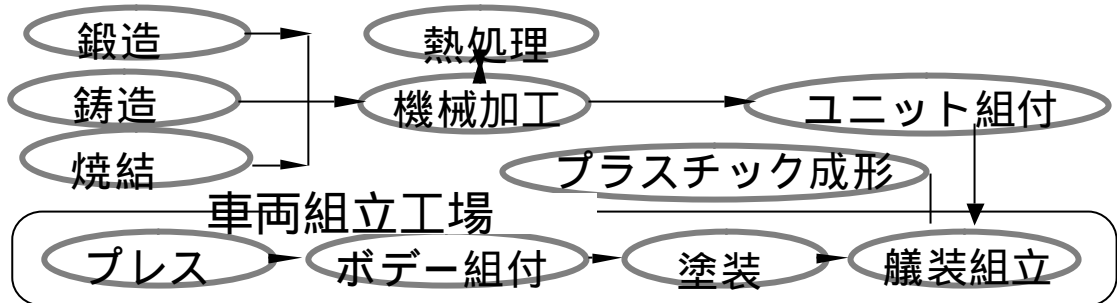 鍛造
熱処理
鋳造
機械加工
ユニット組付
焼結
プラスチック成形
車両組立工場
プレス
ボデー組付
塗装
艤装組立